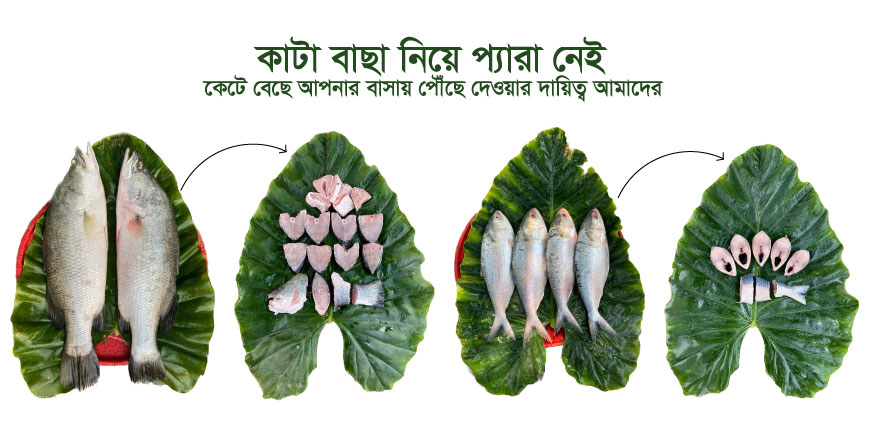 কাটা বাছা নিয়ে প্যারা নেই
কেটে বেছে আপনার বাসায় পৌঁছে দেওয়ার দায়িত্ব আমাদের